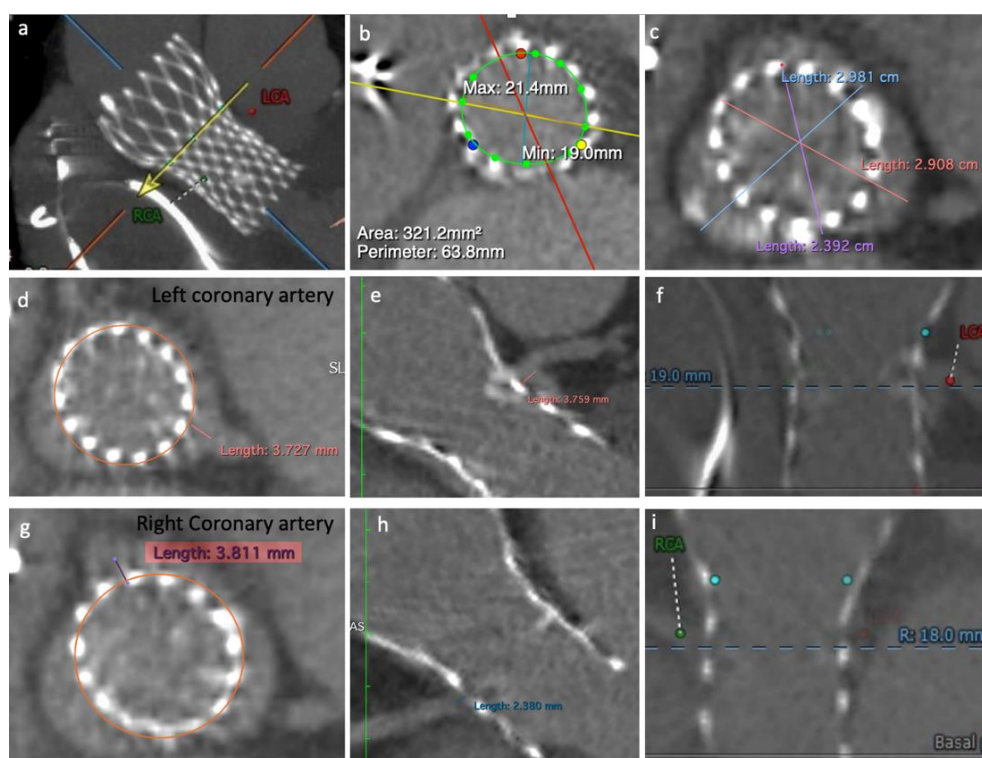 a
LCA
RCA
b
Max: 21.4mm
Min: 19.0mm
Area: 321.2mm²
Perimeter: 63.8mm
c
Length: 2.981 cm
Length: 2.908 cm
Length: 2.392 cm
d
Left coronary artery
SL
Length: 3.727 mm
e
Length: 3.759 mm
f
LCA
19.0 mm
g
Right Coronary artery
Length: 3.811 mm
h
AS
Length: 2.380 mm
i
RCA
R: 18.0 mm
Basal